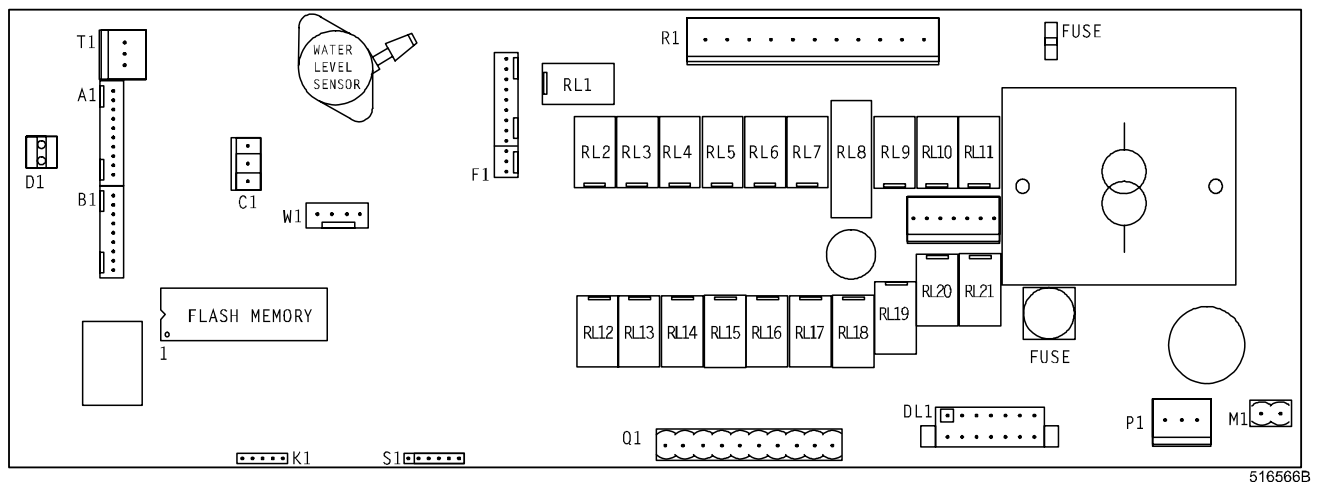 T1
WATER
LEVEL
SENSOR
R1
FUSE
A1
RL1
RL2 RL3 RL4 RL5 RL6 RL7 RL8 RL9 RL10 RL11
D1
F1
B1
C1
W1
FLASH MEMORY
1
RL20 RL21
RL19
RL12 RL13 RL14 RL15 RL16 RL17 RL18
FUSE
DL1
P1
M1
Q1
K1
S1
516566B